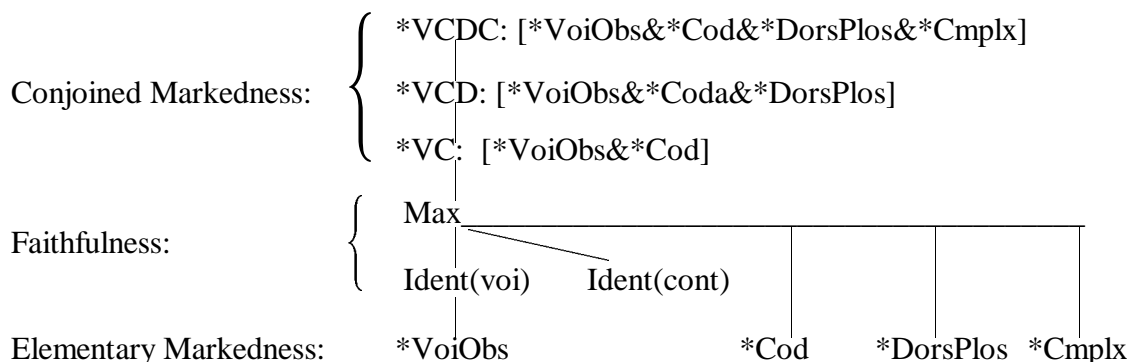 *VCDC: [*VoiObs&*Cod&*DorsPlos&*Cmplx]
Conjoined Markedness: *VCD: [*VoiObs&*Coda&*DorsPlos]
*VC: [*VoiObs&*Cod]
Max
Faithfulness:
Ident(voi) Ident(cont)
Elementary Markedness: *VoiObs *Cod *DorsPlos *Cmplx